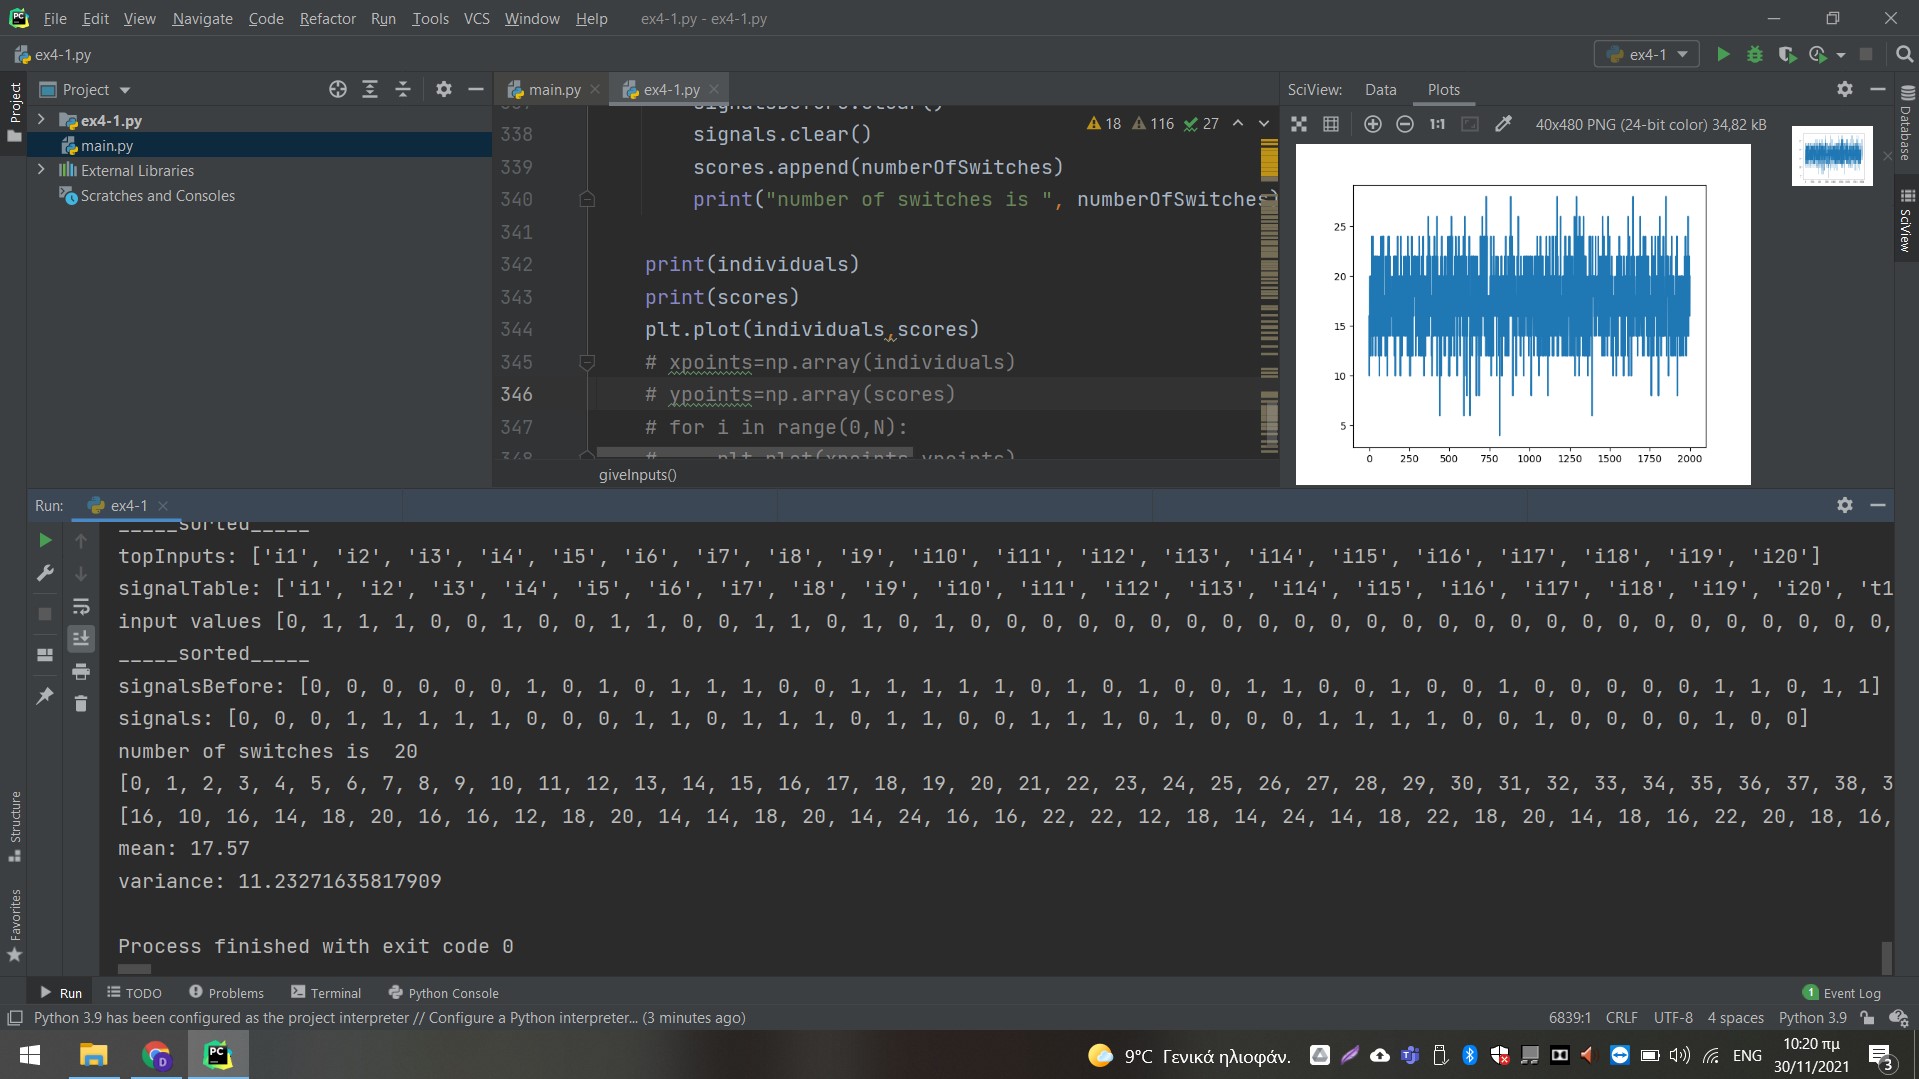 File Edit View Navigate Code Refactor Run Tools VCS Window Help ex4-1.py - ex4-1.py
ex4-1.py
ex4-1
Project
Project
ex4-1.py
main.py
External Libraries
Scratches and Consoles
main.py
ex4-1.py
338 signals.clear()
339 scores.append(numberOfSwitches)
340 print("number of switches is ", numberOfSwitches)
341
342 print(individuals)
343 print(scores)
344 plt.plot(individuals,scores)
345 # xpoints=np.array(individuals)
346 # ypoints=np.array(scores)
347 # for i in range(0,N):
348 # plt.plot(xpoints,ypoints)
18 116 27
giveInputs()
SciView: Data Plots
1:1 40x480 PNG (24-bit color) 34,82 kB
25
20
15
10
5
0 250 500 750 1000 1250 1500 1750 2000
Database
SciView
Run: ex4-1
_____sorted_____
topInputs: ['i1', 'i2', 'i3', 'i4', 'i5', 'i6', 'i7', 'i8', 'i9', 'i10', 'i11', 'i12', 'i13', 'i14', 'i15', 'i16', 'i17', 'i18', 'i19', 'i20']
signalTable: ['i1', 'i2', 'i3', 'i4', 'i5', 'i6', 'i7', 'i8', 'i9', 'i10', 'i11', 'i12', 'i13', 'i14', 'i15', 'i16', 'i17', 'i18', 'i19', 'i20', 't1
input values [0, 1, 1, 1, 0, 0, 1, 0, 0, 1, 1, 0, 0, 1, 1, 0, 1, 0, 1, 0, 0, 0, 0, 0, 0, 0, 0, 0, 0, 0, 0, 0, 0, 0, 0, 0, 0, 0, 0, 0, 0, 0, 0, 0, 0,
_____sorted_____
signalsBefore: [0, 0, 0, 0, 0, 0, 1, 0, 1, 0, 1, 1, 1, 0, 0, 1, 1, 1, 1, 1, 0, 1, 0, 1, 0, 0, 1, 1, 0, 0, 1, 0, 0, 1, 0, 0, 0, 0, 0, 1, 1, 0, 1, 1]
signals: [0, 0, 0, 1, 1, 1, 1, 1, 0, 0, 0, 1, 1, 0, 1, 1, 1, 0, 1, 1, 0, 0, 1, 1, 1, 0, 1, 0, 0, 0, 1, 1, 1, 1, 0, 0, 1, 0, 0, 0, 0, 1, 0, 0]
number of switches is  20
[0, 1, 2, 3, 4, 5, 6, 7, 8, 9, 10, 11, 12, 13, 14, 15, 16, 17, 18, 19, 20, 21, 22, 23, 24, 25, 26, 27, 28, 29, 30, 31, 32, 33, 34, 35, 36, 37, 38, 3
[16, 10, 16, 14, 18, 20, 16, 16, 12, 18, 20, 14, 14, 18, 20, 14, 24, 16, 16, 22, 22, 12, 18, 14, 24, 14, 18, 22, 18, 20, 14, 18, 16, 22, 20, 18, 16,
mean: 17.57
variance: 11.23271635817909
Process finished with exit code 0
Structure
Favorites
Run TODO Problems Terminal Python Console
1 Event Log
Python 3.9 has been configured as the project interpreter // Configure a Python interpreter... (3 minutes ago)
6839:1 CRLF UTF-8 4 spaces Python 3.9
9°C Γενικά ηλιοφάν.
ENG
10:20 πμ
30/11/2021
3